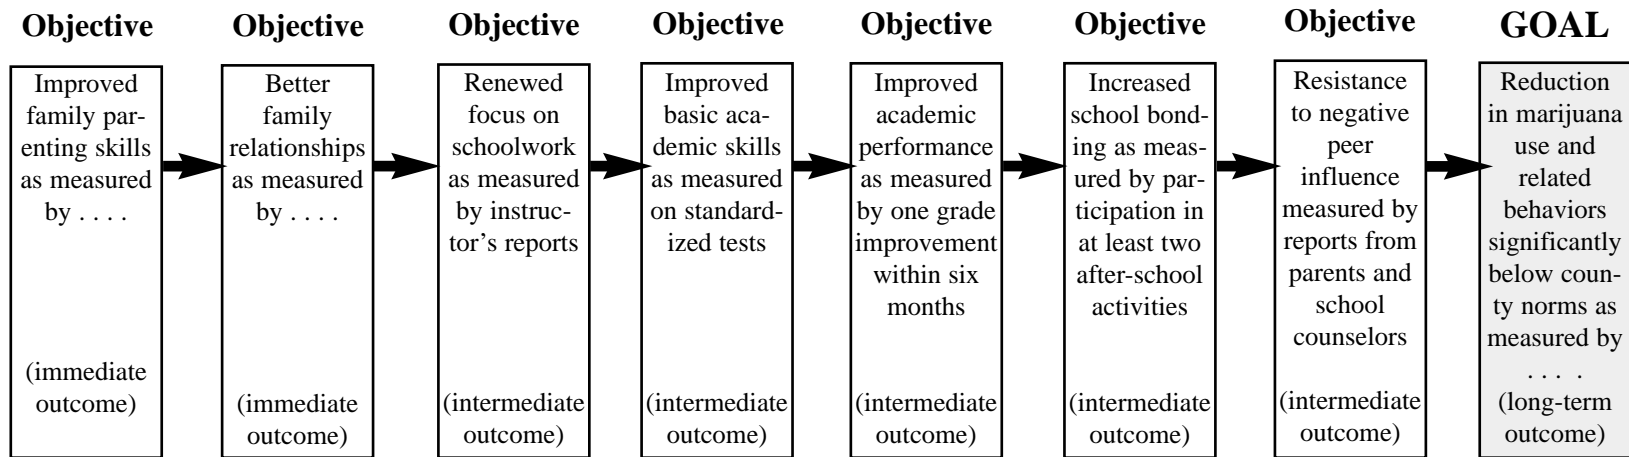 Objective
Improved
family par-
enting skills
as measured
by . . . .
(immediate
outcome)
Objective
Better
family
relationships
as measured
by . . . .
(immediate
outcome)
Objective
Renewed
focus on
schoolwork
as measured
by instruc-
tor’s reports
(intermediate
outcome)
Objective
Improved
basic aca-
demic skills
as measured
on standard-
ized tests
(intermediate
outcome)
Objective
Improved
academic
performance
as measured
by one grade
improvement
within six
months
(intermediate
outcome)
Objective
Increased
school bond-
ing as meas-
ured by par-
ticipation in
at least two
after-school
activities
(intermediate
outcome)
Objective
Resistance
to negative
peer
influence
measured by
reports from
parents and
school
counselors
(intermediate
outcome)
GOAL
Reduction
in marijuana
use and
related
behaviors
significantly
below coun-
ty norms as
measured by
. . . .
(long-term
outcome)